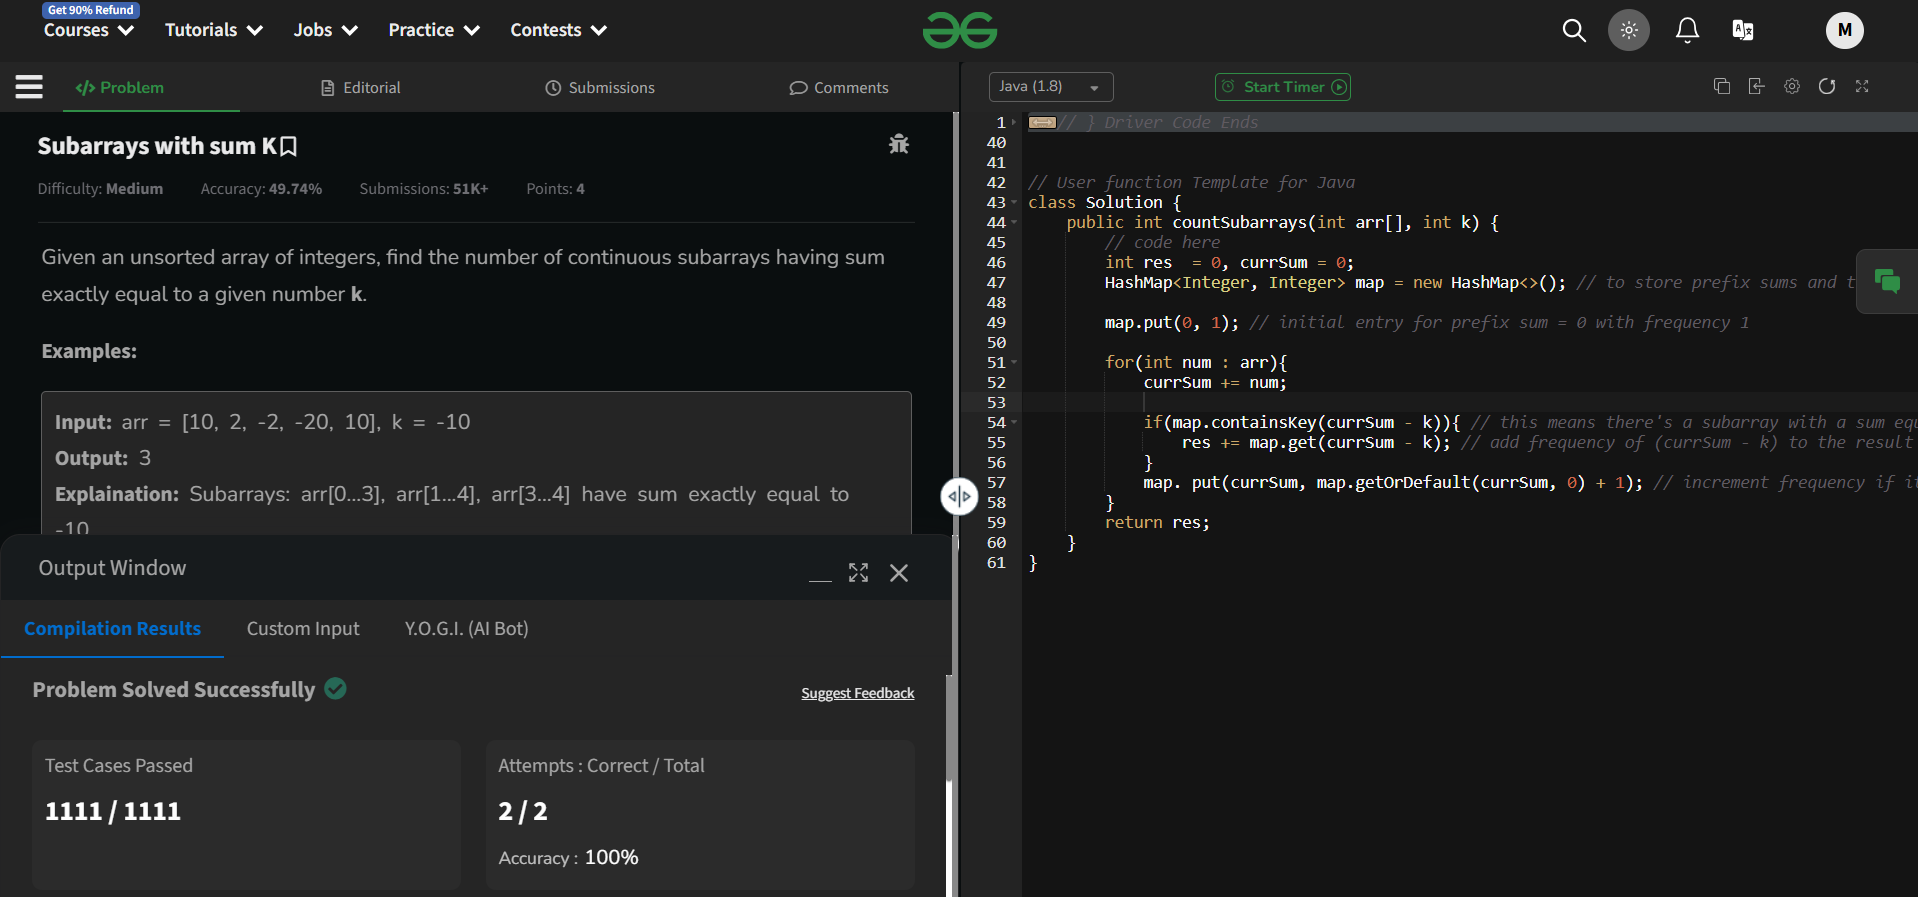 Get 90% Refund
Courses Tutorials Jobs Practice Contests
M
Problem Editorial Submissions Comments
Subarrays with sum K
Difficulty: Medium Accuracy: 49.74% Submissions: 51K+ Points: 4
Given an unsorted array of integers, find the number of continuous subarrays having sum
exactly equal to a given number k.
Examples:
Input: arr = [10, 2, -2, -20, 10], k = -10
Output: 3
Explaination: Subarrays: arr[0...3], arr[1...4], arr[3...4] have sum exactly equal to
-10
Output Window
Compilation Results Custom Input Y.O.G.I. (AI Bot)
Problem Solved Successfully
Suggest Feedback
Test Cases Passed
1111 / 1111
Attempts : Correct / Total
2 / 2
Accuracy : 100%
Java (1.8) Start Timer
1 // } Driver Code Ends
40
41
42 // User function Template for Java
43 class Solution {
44 public int countSubarrays(int arr[], int k) {
45 // code here
46 int res  = 0, currSum = 0;
47 HashMap<Integer, Integer> map = new HashMap<>(); // to store prefix sums and t
48
49 map.put(0, 1); // initial entry for prefix sum = 0 with frequency 1
50
51 for(int num : arr){
52 currSum += num;
53
54 if(map.containsKey(currSum - k)){ // this means there's a subarray with a sum equ
55 res += map.get(currSum - k); // add frequency of (currSum - k) to the result
56 }
57 map. put(currSum, map.getOrDefault(currSum, 0) + 1); // increment frequency if i
58 }
59 return res;
60 }
61 }